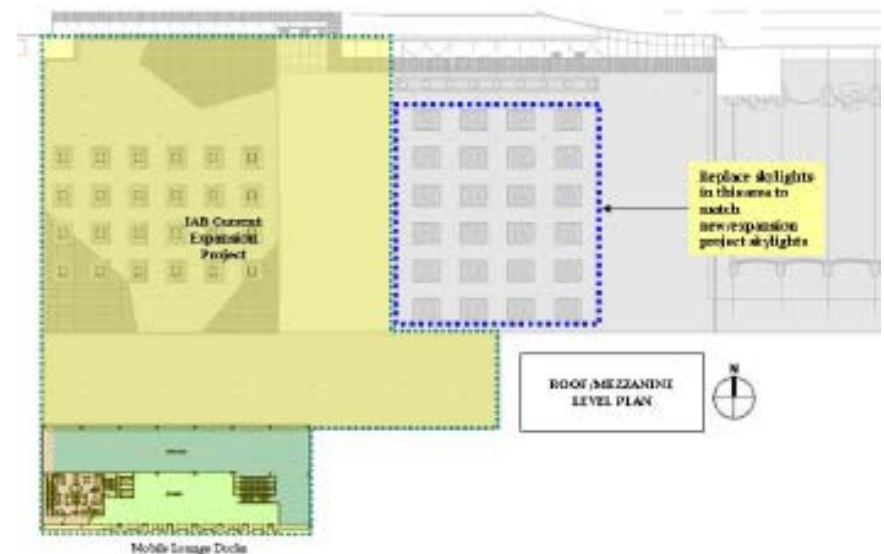 IAB Current
Expansion
Project
Replace skylights
in this area to
match
new/expansion
project skylights
ROOF/MEZZANINE
LEVEL PLAN
N
Mobile Lounge Docks